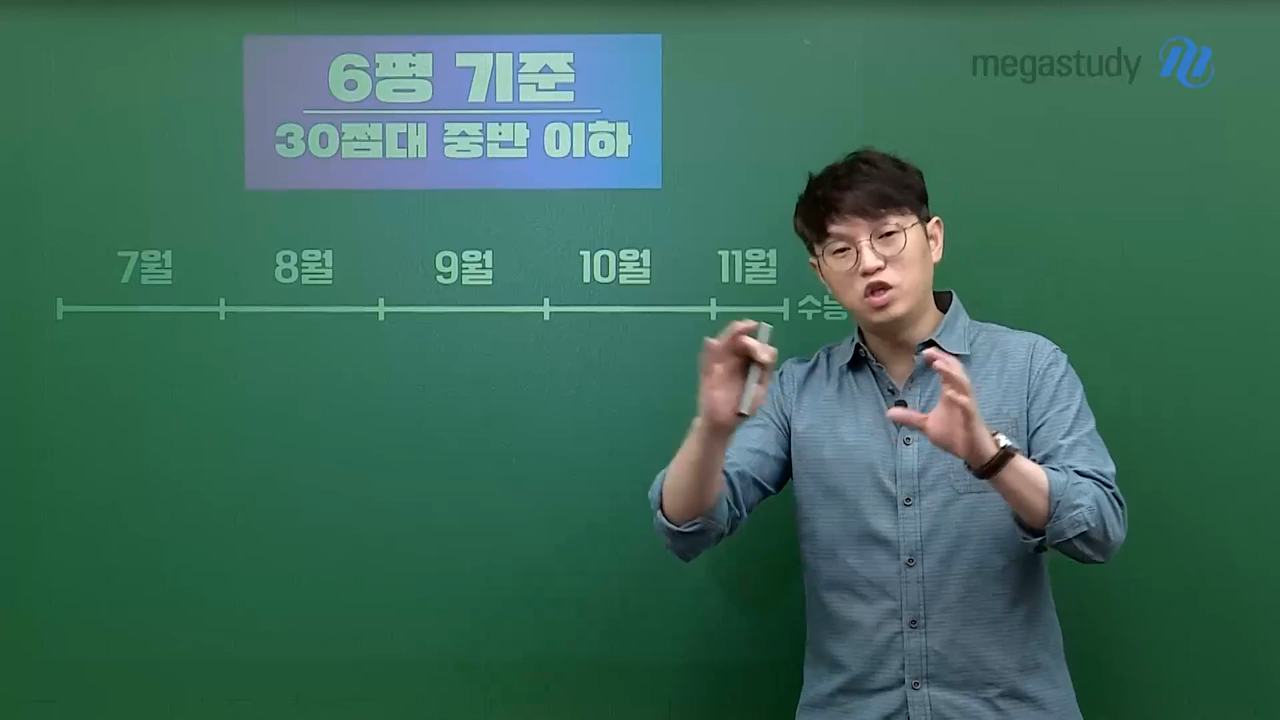 megastudy
6평 기준
30점대 중반 이하
7월 8월 9월 10월 11월
수능